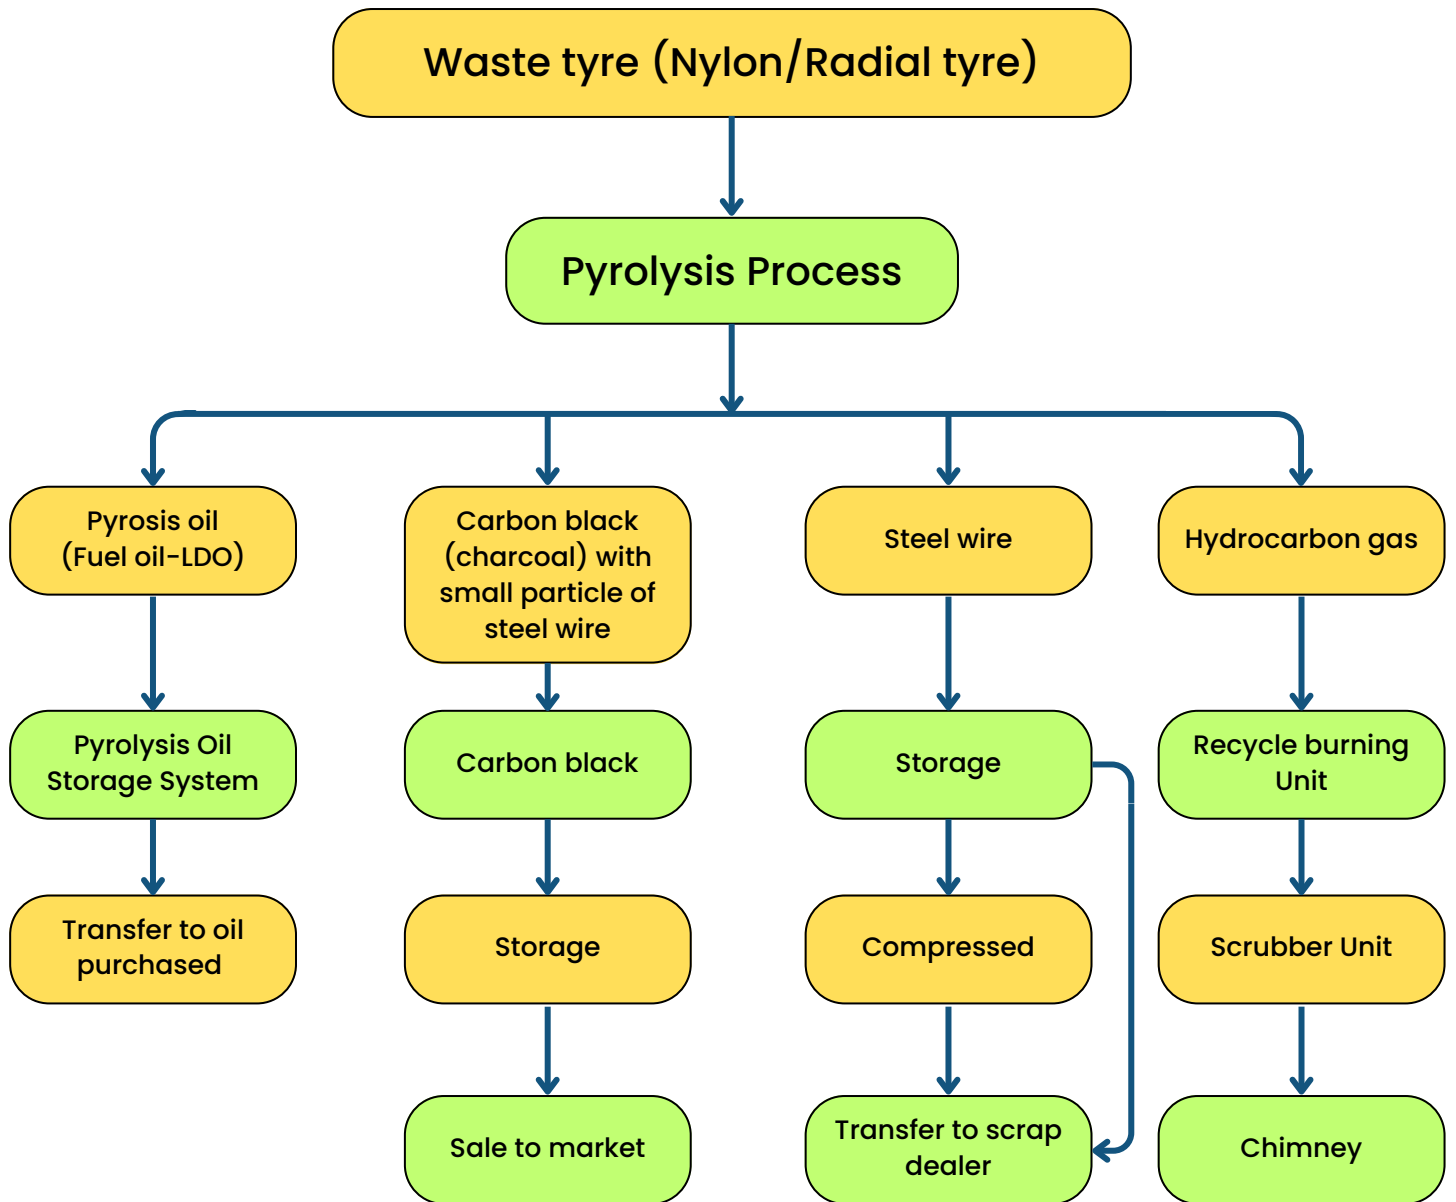 Waste tyre (Nylon/Radial tyre)
Pyrolysis Process
Pyrosis oil
(Fuel oil-LDO)
Carbon black
(charcoal) with
small particle of
steel wire
Steel wire
Hydrocarbon gas
Pyrolysis Oil
Storage System
Carbon black
Storage
Recycle burning
Unit
Transfer to oil
purchased
Storage
Compressed
Scrubber Unit
Sale to market
Transfer to scrap
dealer
Chimney